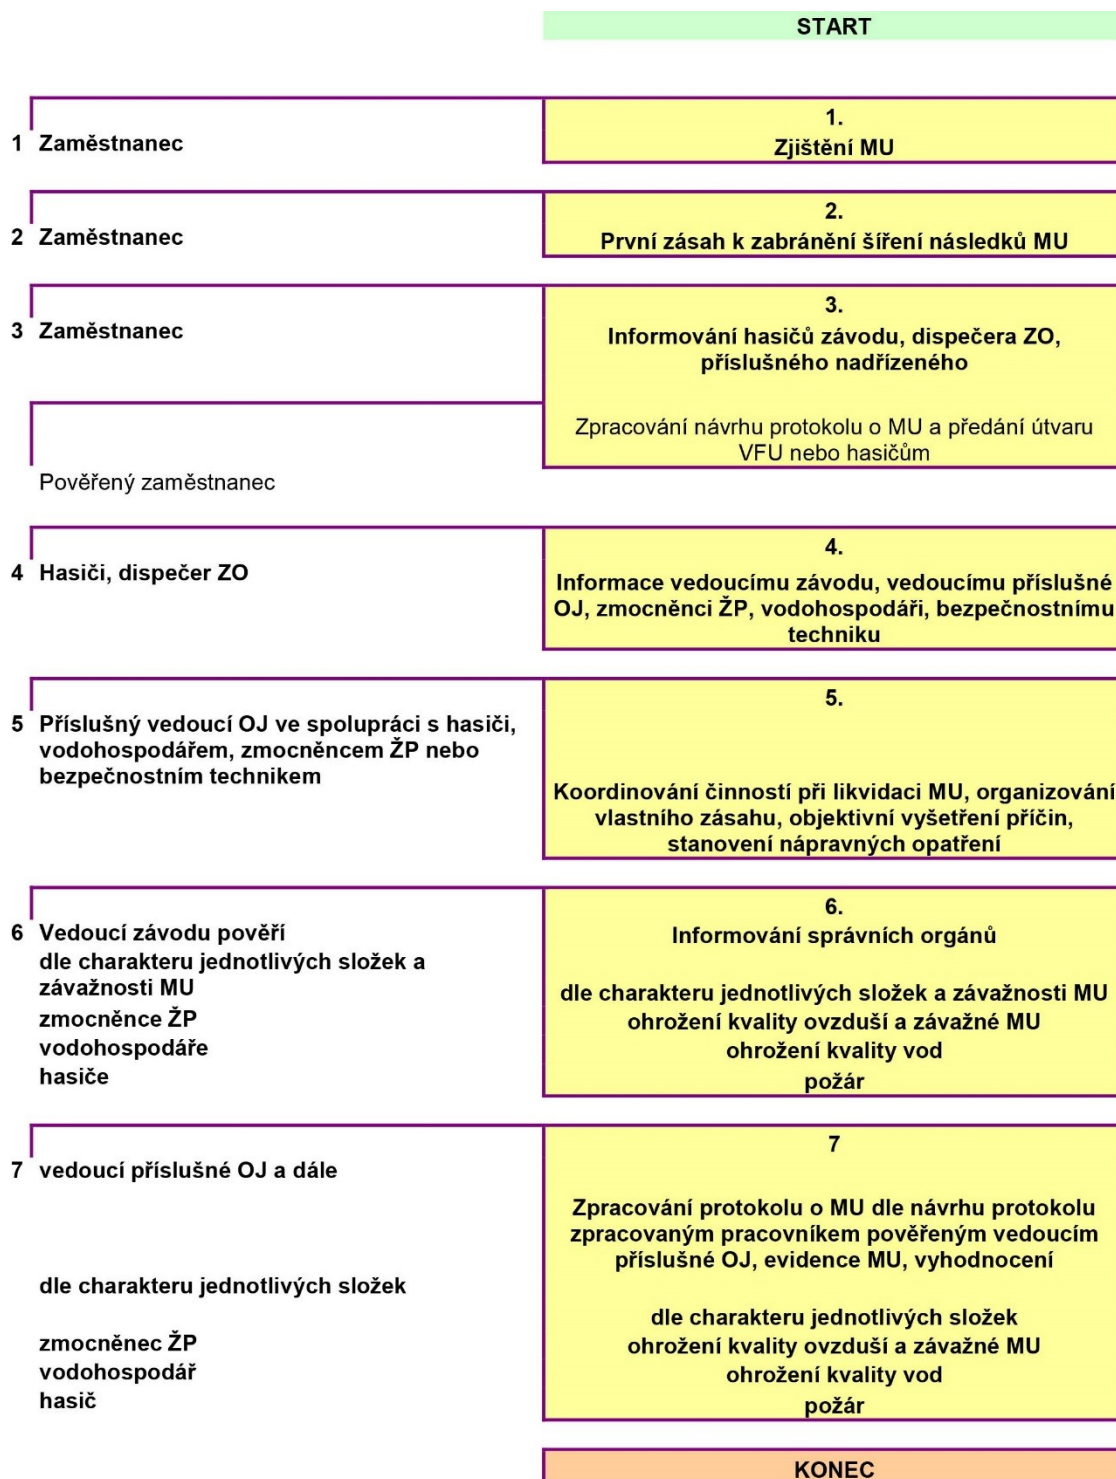 START
1.
1 Zaměstnanec
Zjištění MU
2.
2 Zaměstnanec
První zásah k zabránění šíření následků MU
3.
3 Zaměstnanec
Informování hasičů závodu, dispečera ZO,
příslušného nadřízeného
Zpracování návrhu protokolu o MU a předání útvaru
VFU nebo hasičům
Pověřený zaměstnanec
4.
4 Hasiči, dispečer ZO
Informace vedoucímu závodu, vedoucímu příslušné
OJ, zmocněnci ŽP, vodohospodáři, bezpečnostnímu
techniku
5.
5 Příslušný vedoucí OJ ve spolupráci s hasiči,
vodohospodářem, zmocněncem ŽP nebo
bezpečnostním technikem
Koordinování činností při likvidaci MU, organizování
vlastního zásahu, objektivní vyšetření příčin,
stanovení nápravných opatření
6.
6 Vedoucí závodu pověří
dle charakteru jednotlivých složek a
závažnosti MU
zmocněnce ŽP
vodohospodáře
hasiče
Informování správních orgánů
dle charakteru jednotlivých složek a závažnosti MU
ohrožení kvality ovzduší a závažné MU
ohrožení kvality vod
požár
7
7 vedoucí příslušné OJ a dále
Zpracování protokolu o MU dle návrhu protokolu
zpracovaným pracovníkem pověřeným vedoucím
příslušné OJ, evidence MU, vyhodnocení
dle charakteru jednotlivých složek
zmocněnec ŽP
vodohospodář
hasič
dle charakteru jednotlivých složek
ohrožení kvality ovzduší a závažné MU
ohrožení kvality vod
požár
KONEC